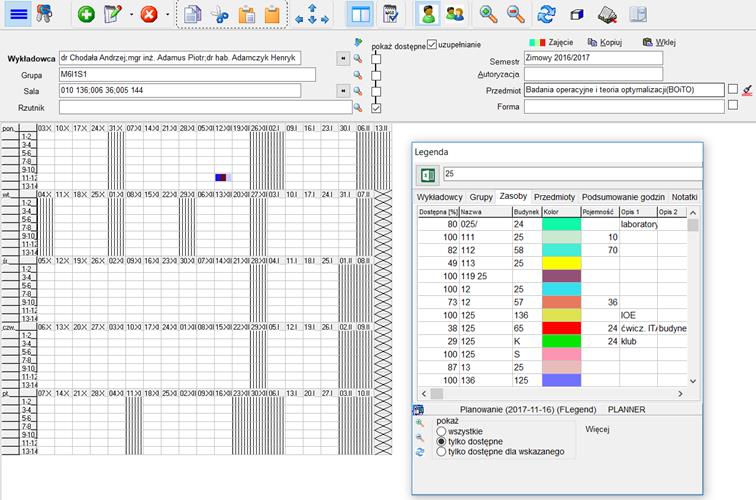 pokaż dostępne uzupełnianie Zajęcie Kopiuj Wklej
Wykładowca dr Chodała Andrzej;mgr inż. Adamus Piotr;dr hab. Adamczyk Henryk
Semestr Zimowy 2016/2017
Grupa M6I1S1
Autoryzacja
Sala 010 136;006 36;005 144
Przedmiot Badania operacyjne i teoria optymalizacji(BOiTO)
Rzutnik
Forma
pon. 03.X 10.X 17.X 24.X 31.X 07.XI 14.XI 21.XI 28.XI 05.XII 12.XII 19.XII 26.XII 02.I 09.I 16.I 23.I 30.I 06.II 13.II
1-2
3-4
5-6
7-8
9-10
11-12
13-14
wt. 04.X 11.X 18.X 25.X 01.XI 08.XI 15.XI 22.XI 29.XI 06.XII 13.XII 20.XII 27.XII 03.I 10.I 17.I 24.I 31.I 07.II
1-2
3-4
5-6
7-8
9-10
11-12
13-14
śr. 05.X 12.X 19.X 26.X 02.XI 09.XI 16.XI 23.XI 30.XI 07.XII 14.XII 21.XII 28.XII 04.I 11.I 18.I 25.I 01.II 08.II
1-2
3-4
5-6
7-8
9-10
11-12
13-14
czw. 06.X 13.X 20.X 27.X 03.XI 10.XI 17.XI 24.XI 01.XII 08.XII 15.XII 22.XII 29.XII 05.I 12.I 19.I 26.I 02.II 09.II
1-2
3-4
5-6
7-8
9-10
11-12
13-14
pt. 07.X 14.X 21.X 28.X 04.XI 11.XI 18.XI 25.XI 02.XII 09.XII 16.XII 23.XII 30.XII 06.I 13.I 20.I 27.I 03.II 10.II
1-2
3-4
5-6
7-8
9-10
11-12
13-14
Legenda
25
Wykładowcy Grupy Zasoby Przedmioty Podsumowanie godzin Notatki
Dostępna [%] Nazwa Budynek Kolor Pojemność Opis 1 Opis 2
80 025/ 24 laboratory
100 111 25 10
82 112 58 70
49 113 25
100 119 25
100 12 25
73 12 57 36
100 125 136 IOE
38 125 65 24 ćwicz. IT budyne
29 125 K 24 klub
100 125 S
87 13 25
100 136 125
Planowanie (2017-11-16) (FLegend) PLANNER
pokaż
wszystkie
tylko dostępne
tylko dostępne dla wskazanego
Więcej